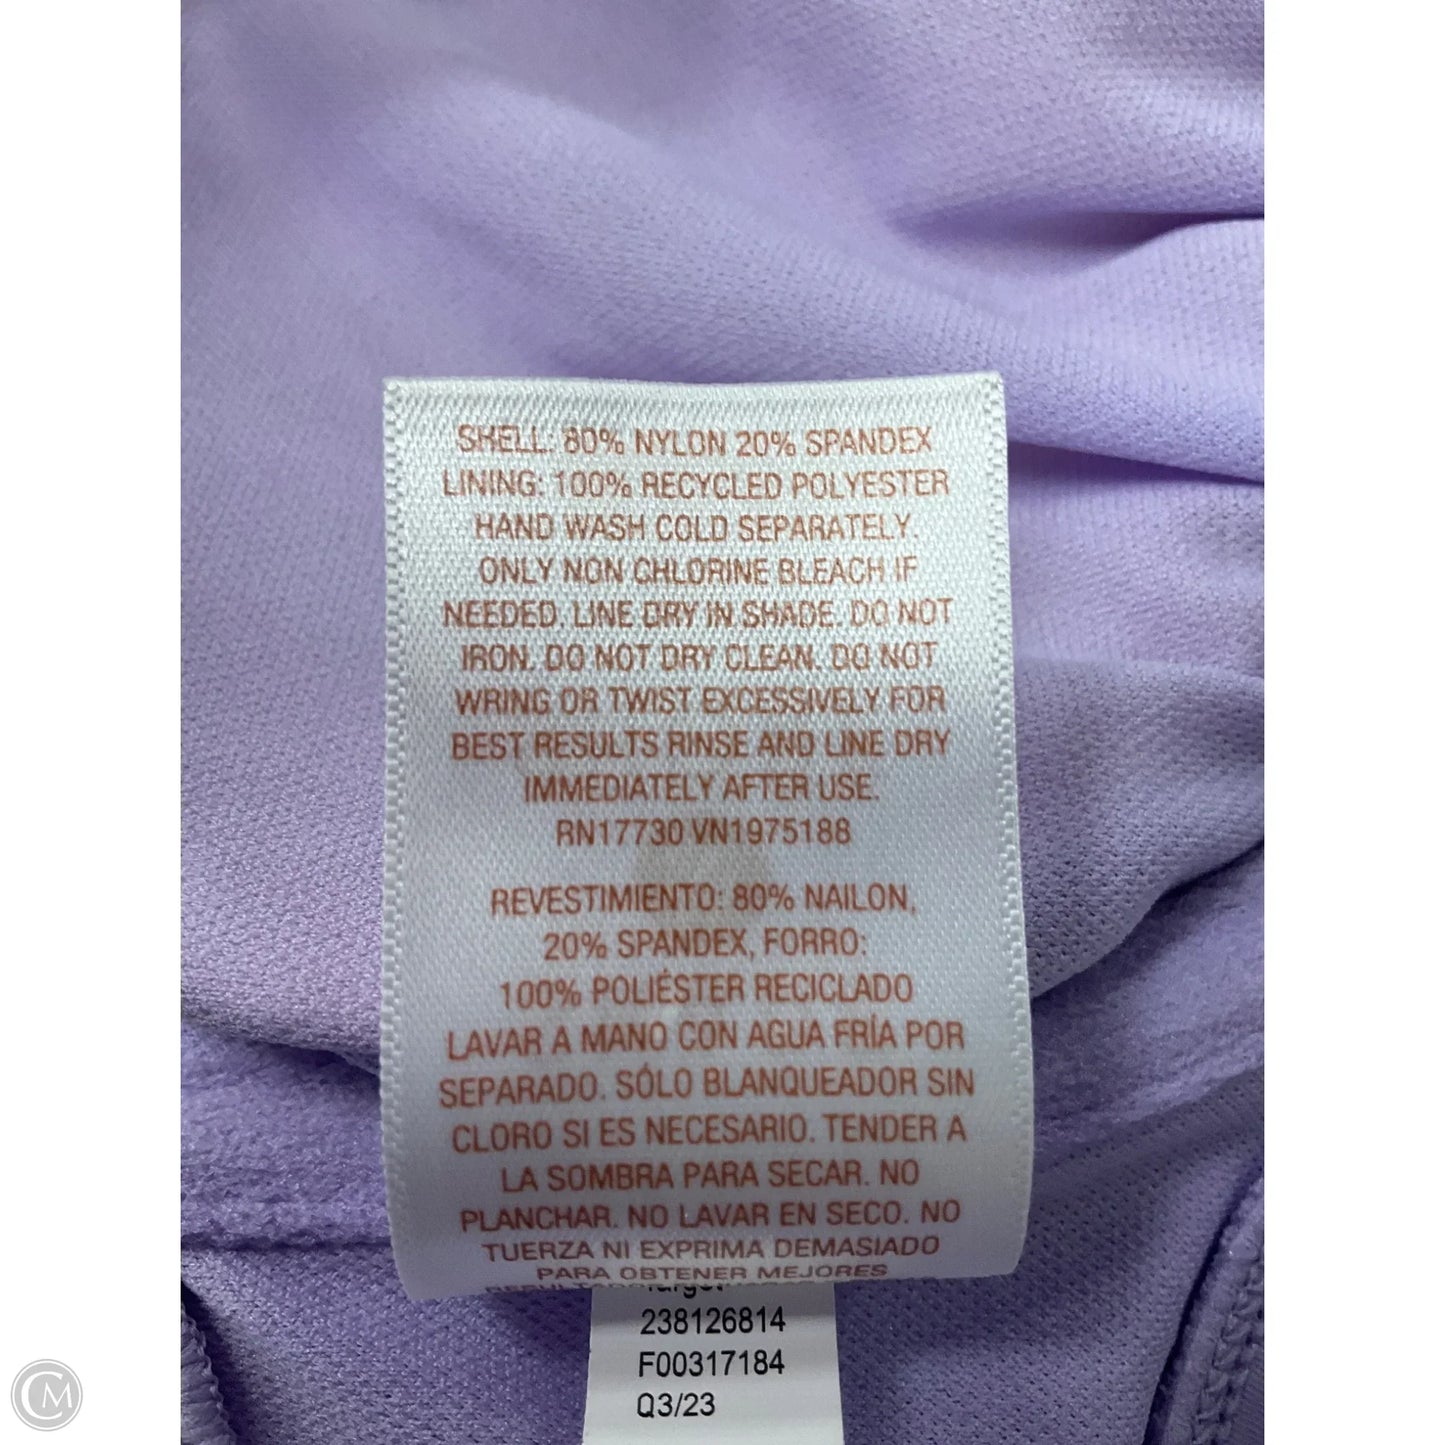 SHELL: 80% NYLON 20% SPANDEX
LINING: 100% RECYCLED POLYESTER
HAND WASH COLD SEPARATELY.
ONLY NON CHLORINE BLEACH IF
NEEDED. LINE DRY IN SHADE. DO NOT
IRON. DO NOT DRY CLEAN. DO NOT
WRING OR TWIST EXCESSIVELY FOR
BEST RESULTS RINSE AND LINE DRY
IMMEDIATELY AFTER USE.
RN17730 VN1975188
REVESTIMIENTO: 80% NAILON,
20% SPANDEX, FORRO:
100% POLIÉSTER RECICLADO
LAVAR A MANO CON AGUA FRÍA POR
SEPARADO. SÓLO BLANQUEADOR SIN
CLORO SI ES NECESARIO. TENDER A
LA SOMBRA PARA SECAR. NO
PLANCHAR. NO LAVAR EN SECO. NO
TUERZA NI EXPRIMA DEMASIADO
PARA OBTENER MEJORES
Target
238126814
F00317184
Q3/23
CM